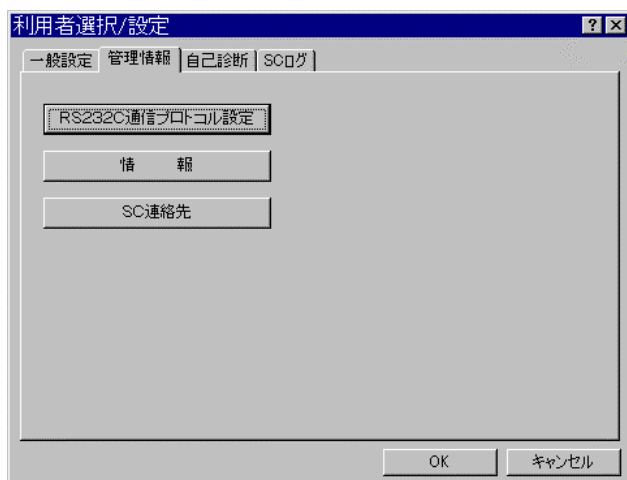 利用者選択/設定
一般設定 管理情報 自己診断 SCログ
RS232C通信プロトコル設定
情　　報
SC連絡先
OK キャンセル